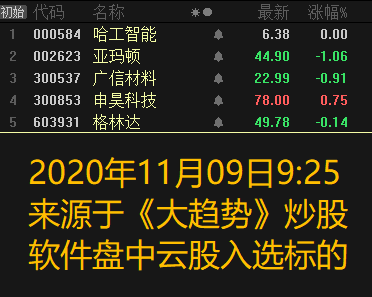 初始 代码 名称 最新 涨幅%
1 000584 哈工智能 6.38 0.00
2 002623 亚玛顿 44.90 -1.06
3 300537 广信材料 22.99 -0.91
4 300853 申昊科技 78.00 0.75
5 603931 格林达 49.78 -0.14
2020年11月09日9:25
来源于《大趋势》炒股
软件盘中云股入选标的